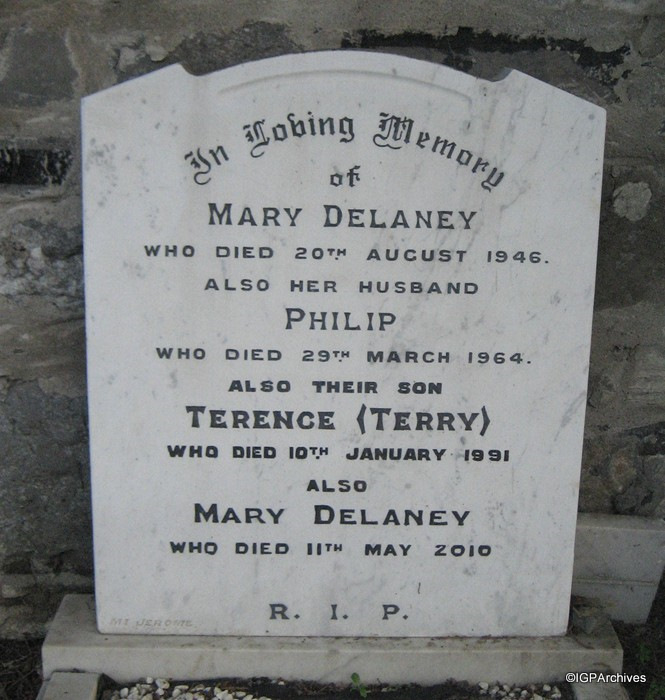 In Loving Memory
of
MARY DELANEY
WHO DIED 20TH AUGUST 1946.
ALSO HER HUSBAND
PHILIP
WHO DIED 29TH MARCH 1964.
ALSO THEIR SON
TERENCE (TERRY)
WHO DIED 10TH JANUARY 1991
ALSO
MARY DELANEY
WHO DIED 11TH MAY 2010
R. I. P.
MT JEROME
©IGPArchives